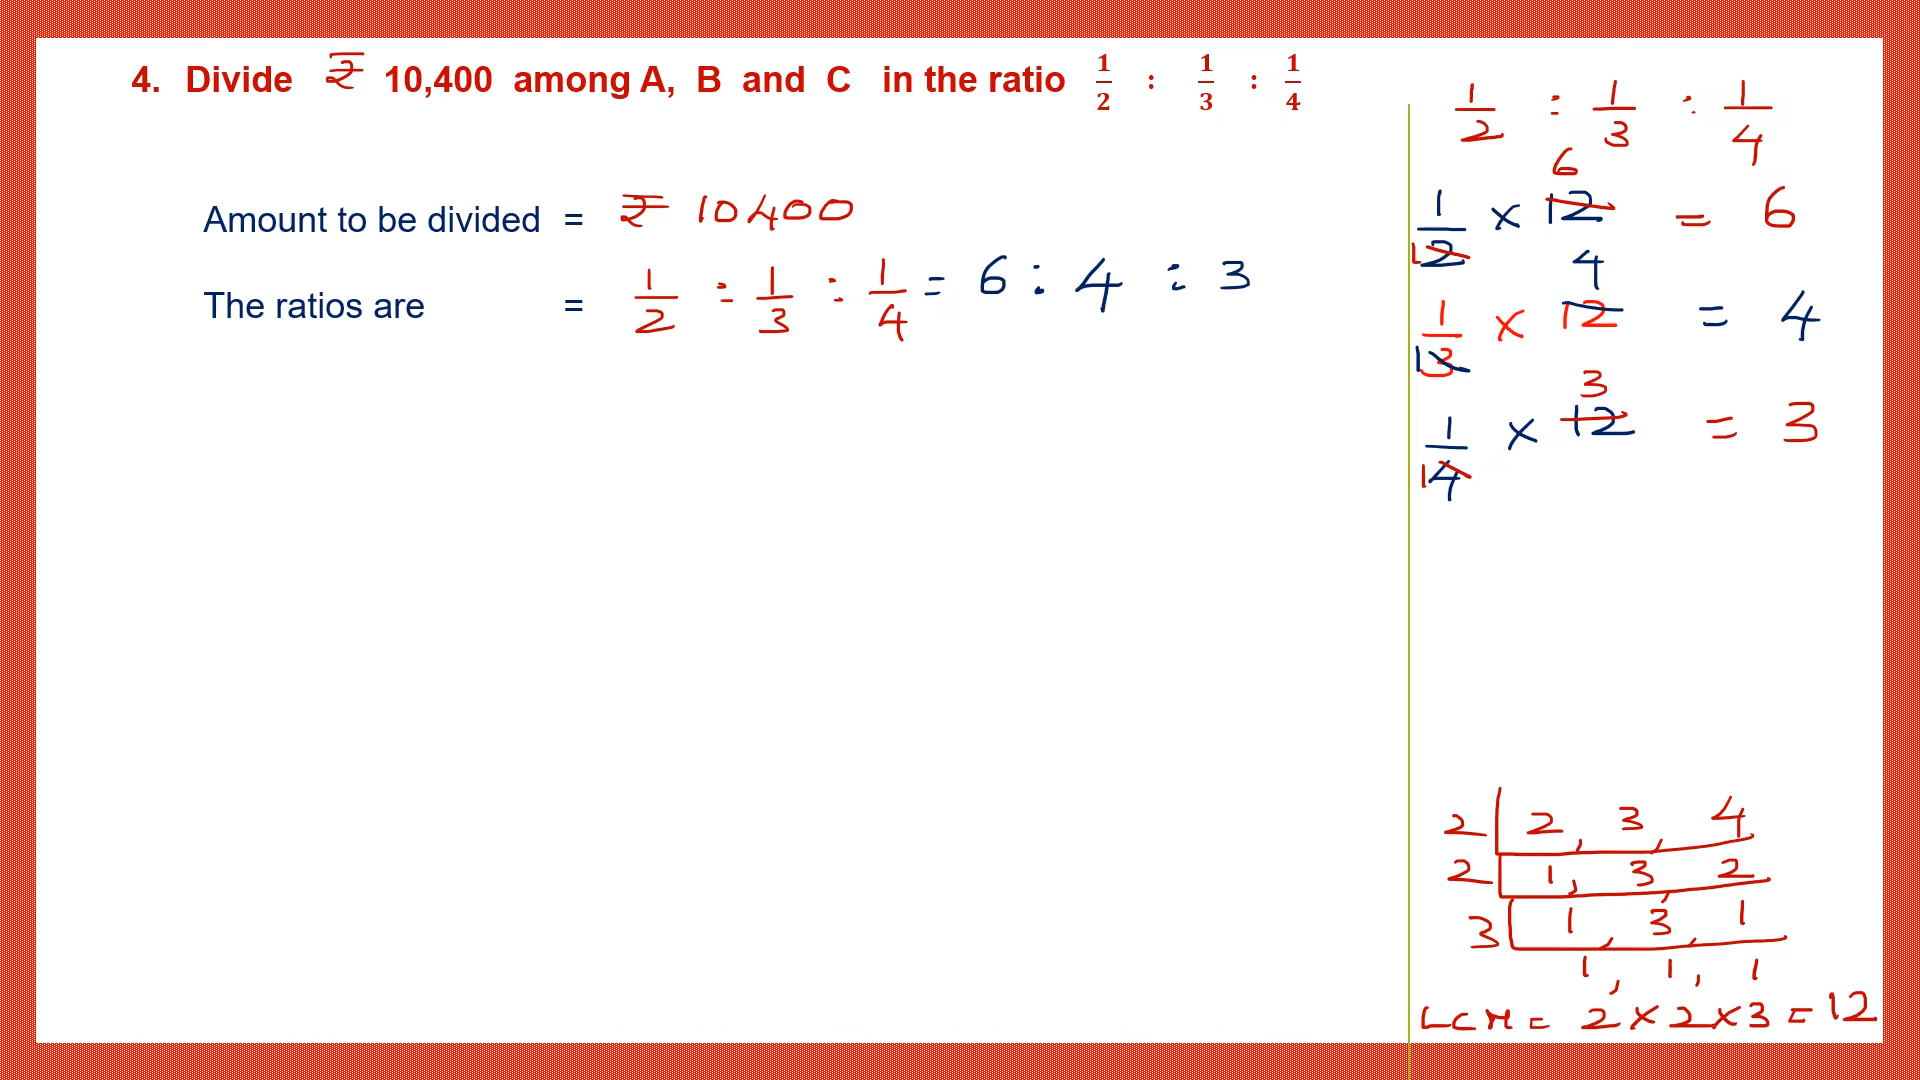 4. Divide ₹ 10,400 among A, B and C in the ratio 1/2 : 1/3 : 1/4
Amount to be divided = ₹ 10400
The ratios are = 1/2 : 1/3 : 1/4 = 6 : 4 : 3
1/2 : 1/3 : 1/4
6
1/2 × 12 = 6
1
4
1/3 × 12 = 4
1
3
1/4 × 12 = 3
1
2 | 2, 3, 4
2 | 1, 3, 2
3 | 1, 3, 1
1, 1, 1
LCM = 2 × 2 × 3 = 12